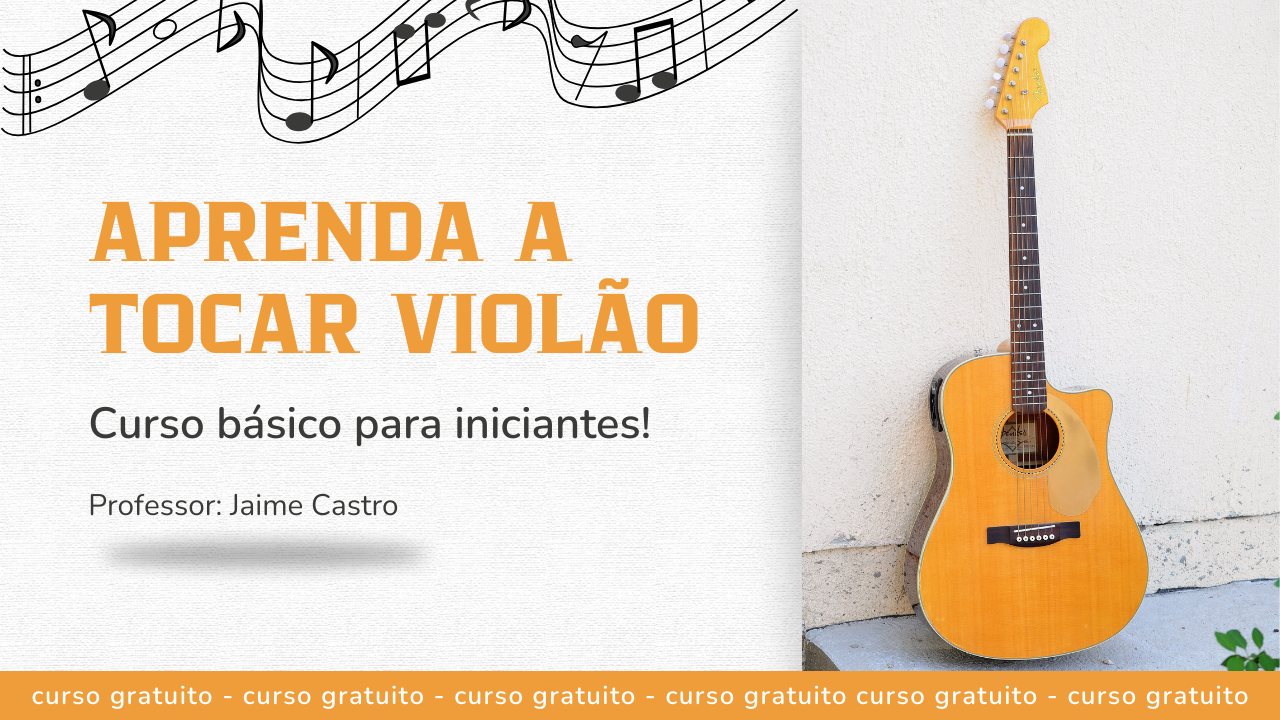 APRENDA A
TOCAR VIOLÃO
Curso básico para iniciantes!
Professor: Jaime Castro
curso gratuito - curso gratuito - curso gratuito - curso gratuito curso gratuito - curso gratuito